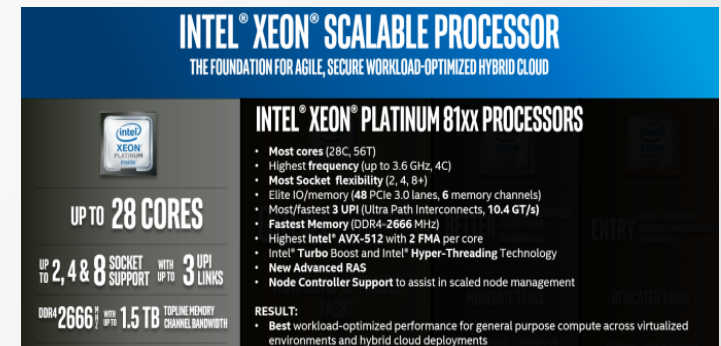 INTEL® XEON® SCALABLE PROCESSOR
THE FOUNDATION FOR AGILE, SECURE WORKLOAD-OPTIMIZED HYBRID CLOUD
intel
XEON
PLATINUM
inside™
UP TO 28 CORES
UP TO 2, 4 & 8 SOCKET SUPPORT WITH UP TO 3 UPI LINKS
DDR4 2666 MHZ WITH UP TO 1.5 TB TOPLINE MEMORY CHANNEL BANDWIDTH
INTEL® XEON® PLATINUM 81XX PROCESSORS
• Most cores (28C, 56T)
• Highest frequency (up to 3.6 GHz, 4C)
• Most Socket flexibility (2, 4, 8+)
• Elite IO/memory (48 PCIe 3.0 lanes, 6 memory channels)
• Most/fastest 3 UPI (Ultra Path Interconnects, 10.4 GT/s)
• Fastest Memory (DDR4-2666 MHz)
• Highest Intel® AVX-512 with 2 FMA per core
• Intel® Turbo Boost and Intel® Hyper-Threading Technology
• New Advanced RAS
• Node Controller Support to assist in scaled node management
RESULT:
• Best workload-optimized performance for general purpose compute across virtualized
environments and hybrid cloud deployments
ENTRY
MODERATE TASKS
DEDICATED TASKS